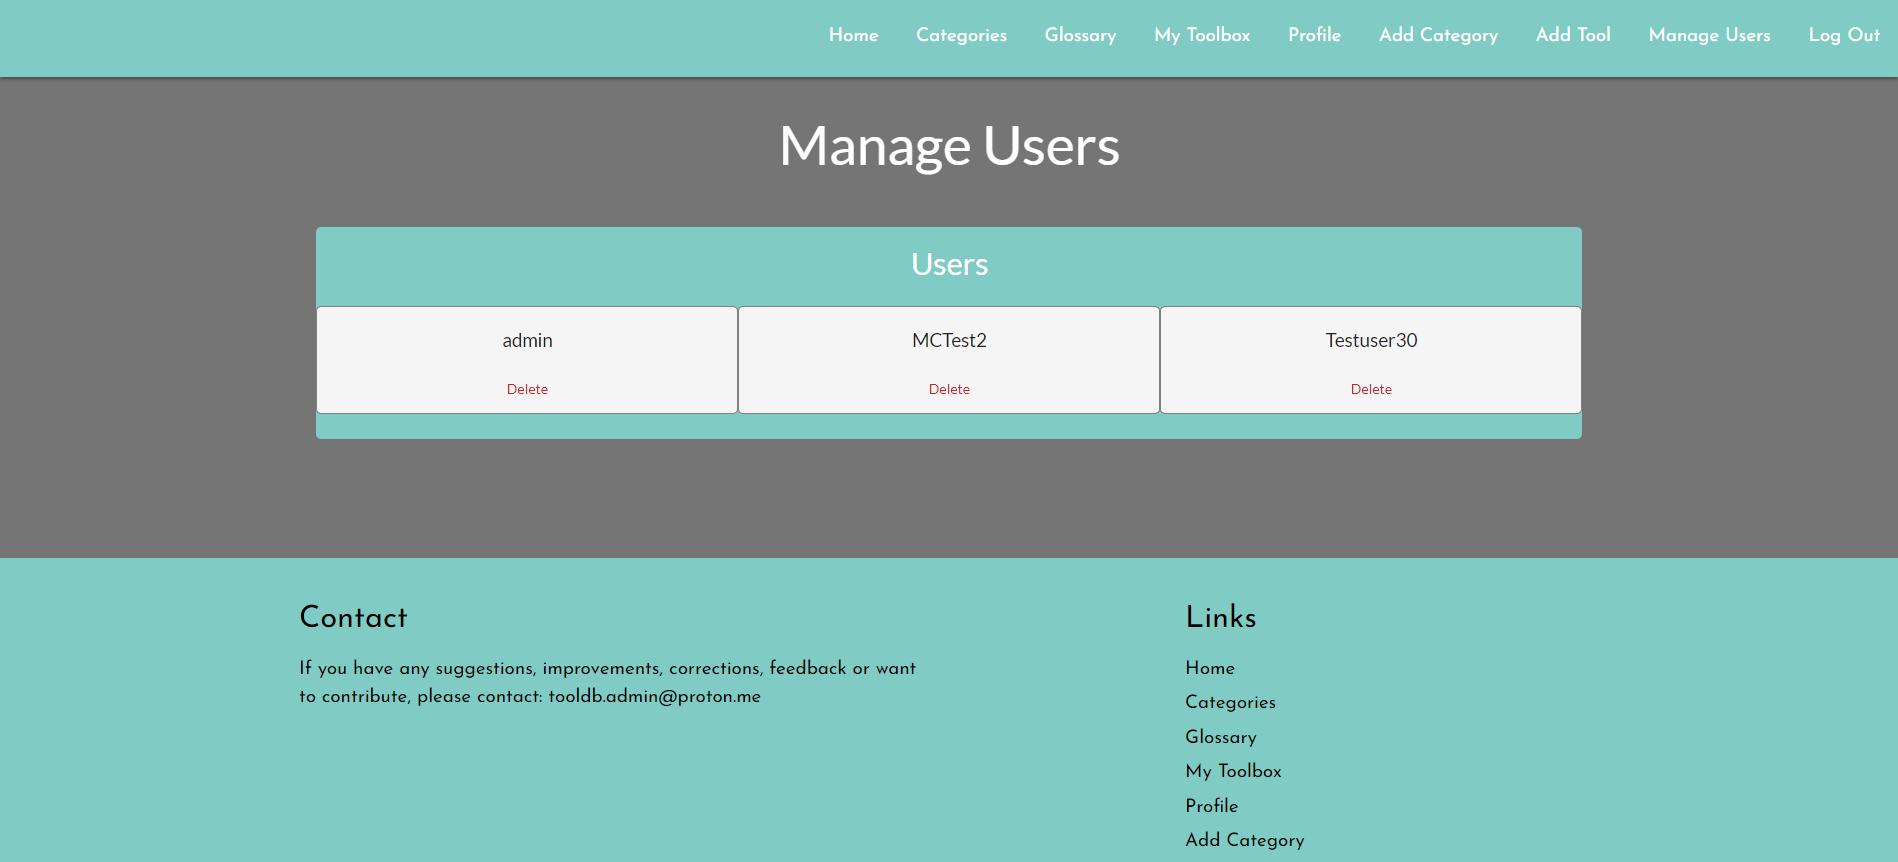 Home Categories Glossary My Toolbox Profile Add Category Add Tool Manage Users Log Out
Manage Users
Users
admin MCTest2 Testuser30
Delete Delete Delete
Contact
If you have any suggestions, improvements, corrections, feedback or want
to contribute, please contact: tooldb.admin@proton.me
Links
Home
Categories
Glossary
My Toolbox
Profile
Add Category